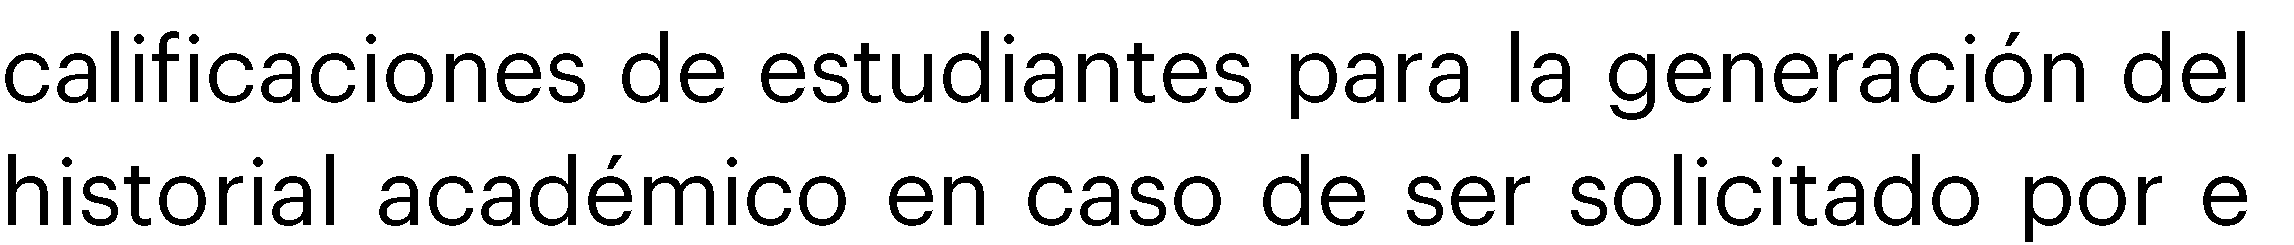 calificaciones de estudiantes para la generación del
historial académico en caso de ser solicitado por e